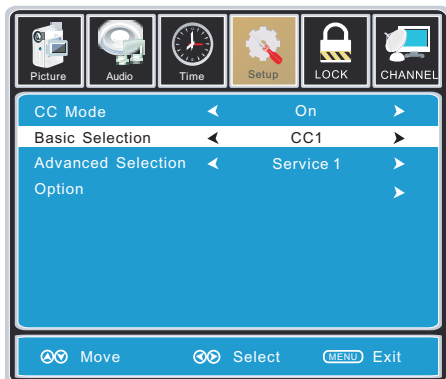 Picture Audio Time Setup LOCK CHANNEL
CC Mode On
Basic Selection CC1
Advanced Selection Service 1
Option
Move Select MENU Exit